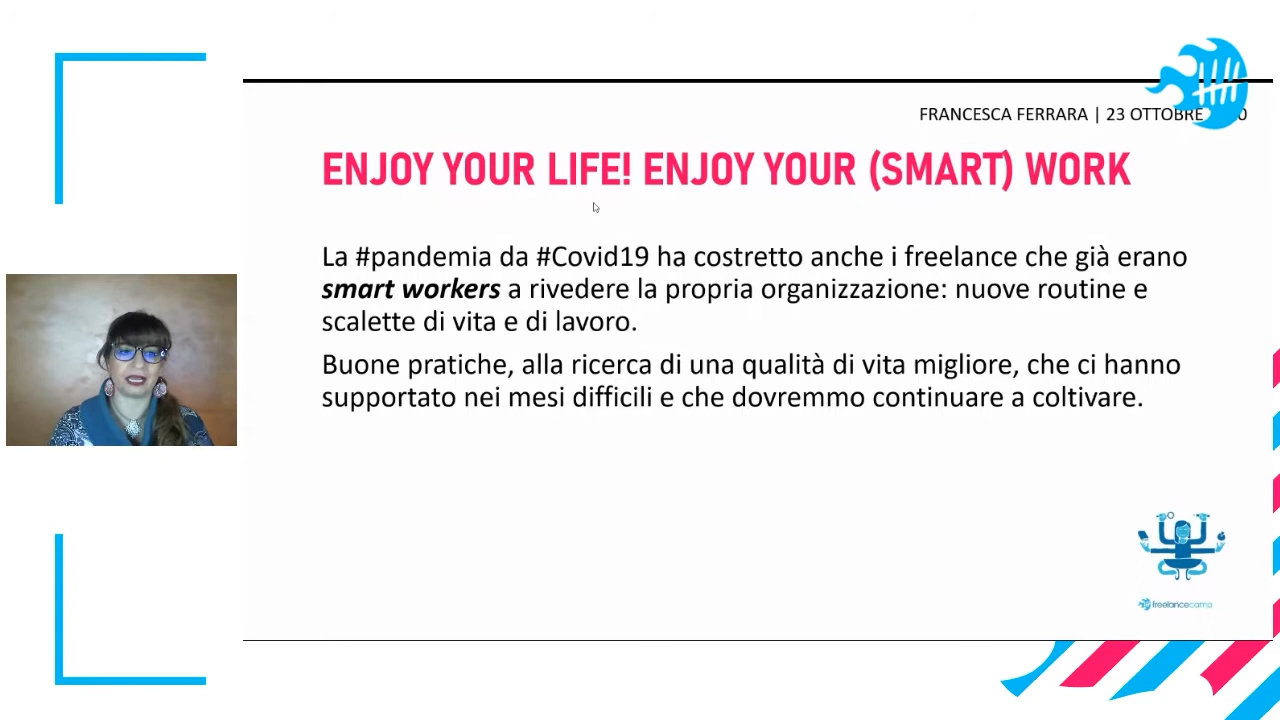 FRANCESCA FERRARA | 23 OTTOBRE
ENJOY YOUR LIFE! ENJOY YOUR (SMART) WORK
La #pandemia da #Covid19 ha costretto anche i freelance che già erano
smart workers a rivedere la propria organizzazione: nuove routine e
scalette di vita e di lavoro.
Buone pratiche, alla ricerca di una qualità di vita migliore, che ci hanno
supportato nei mesi difficili e che dovremmo continuare a coltivare.
freelancecamp